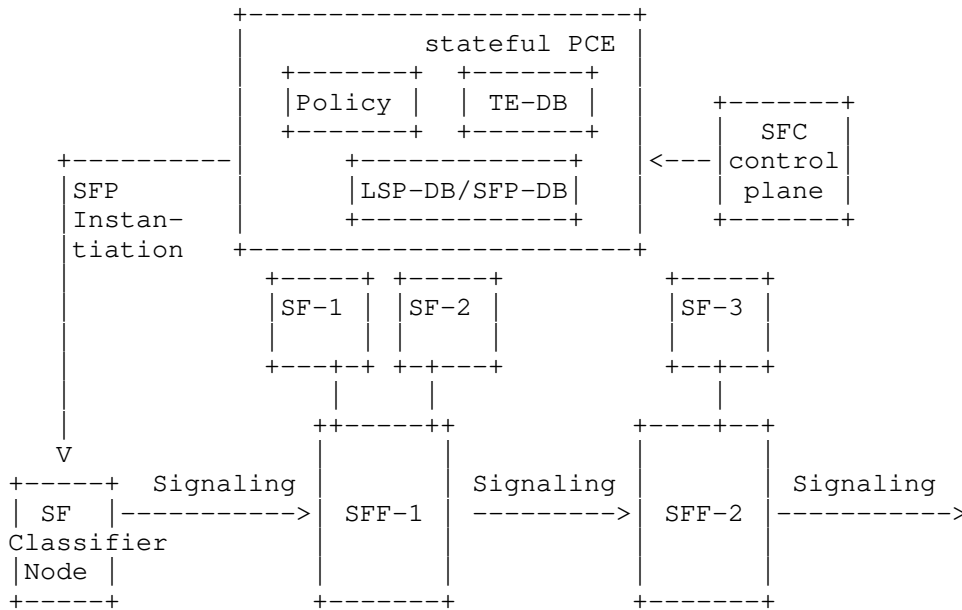 stateful PCE
Policy
TE-DB
SFC
control
plane
LSP-DB/SFP-DB
SFP
Instan-
tiation
SF-1
SF-2
SF-3
Signaling
Signaling
Signaling
SF
Classifier
Node
SFF-1
SFF-2
V